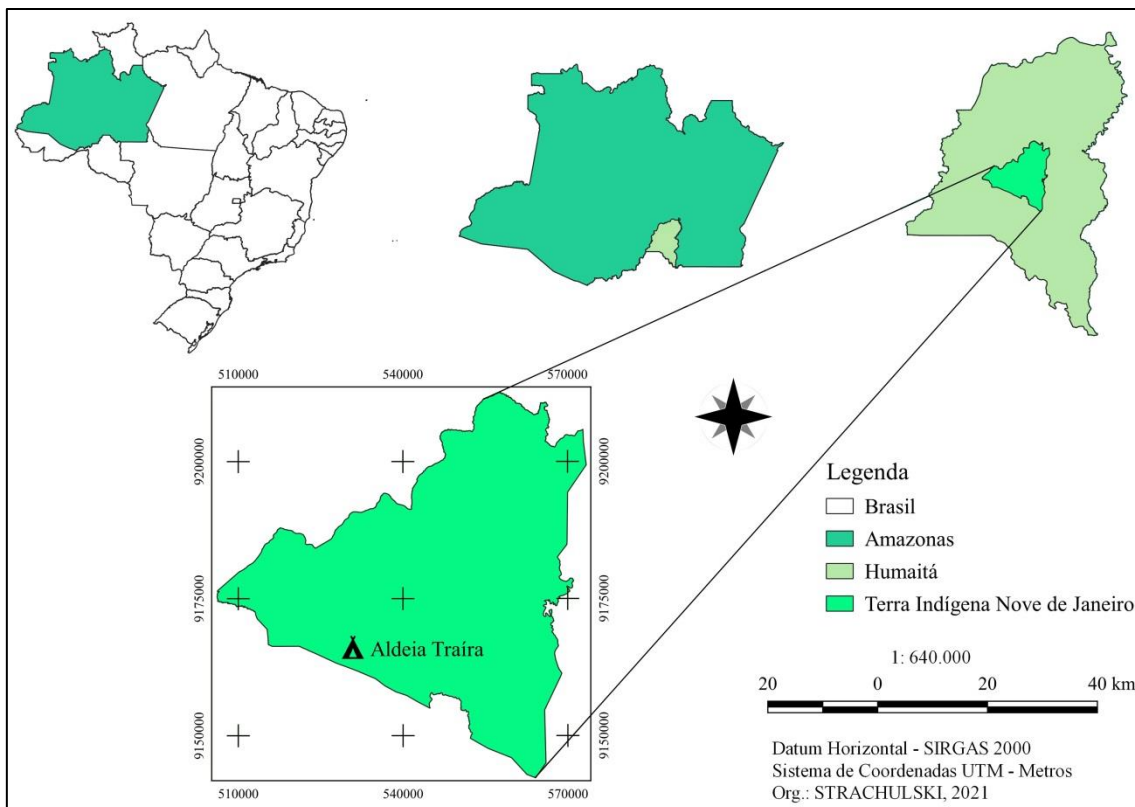 510000
540000
570000
9200000
9200000
9175000
9175000
Aldeia Traíra
9150000
9150000
510000
540000
570000
Legenda
Brasil
Amazonas
Humaitá
Terra Indígena Nove de Janeiro
1: 640.000
20 0 20 40 km
Datum Horizontal - SIRGAS 2000
Sistema de Coordenadas UTM - Metros
Org.: STRACHULSKI, 2021